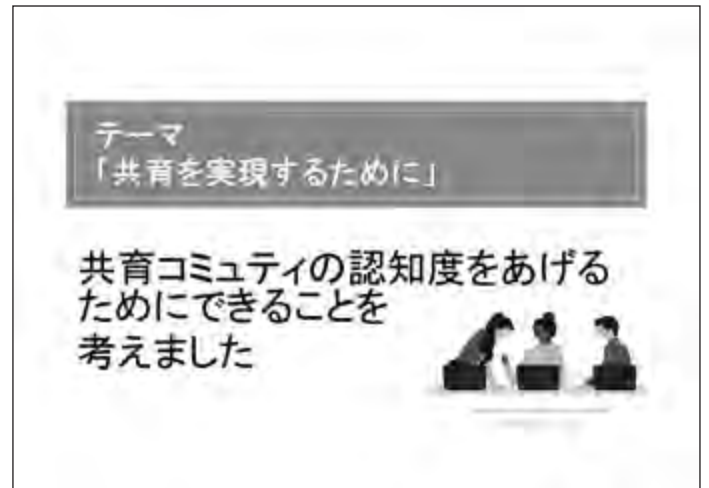 テーマ
「共育を実現するために」
共育コミュティの認知度をあげる
ためにできることを
考えました